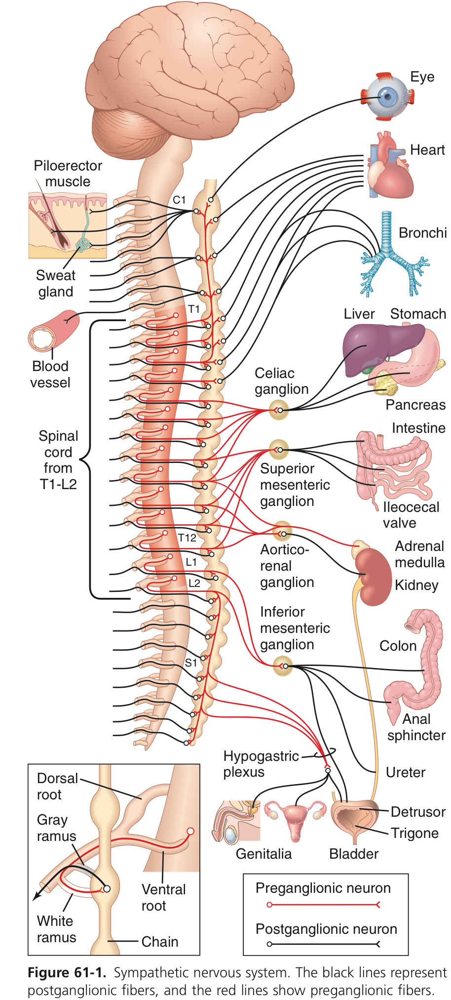 Eye
Heart
Piloerector
muscle
C1
Bronchi
Sweat
gland
T1
Liver
Stomach
Blood
vessel
Celiac
ganglion
Pancreas
Intestine
Spinal
cord
from
T1-L2
Superior
mesenteric
ganglion
Ileocecal
valve
T12
Aortico-
renal
ganglion
Adrenal
medulla
L1
L2
Kidney
Inferior
mesenteric
ganglion
Colon
S1
Anal
sphincter
Hypogastric
plexus
Ureter
Detrusor
Trigone
Genitalia
Bladder
Dorsal
root
Gray
ramus
Ventral
root
White
ramus
Chain
Preganglionic neuron
Postganglionic neuron
Figure 61-1. Sympathetic nervous system. The black lines represent
postganglionic fibers, and the red lines show preganglionic fibers.